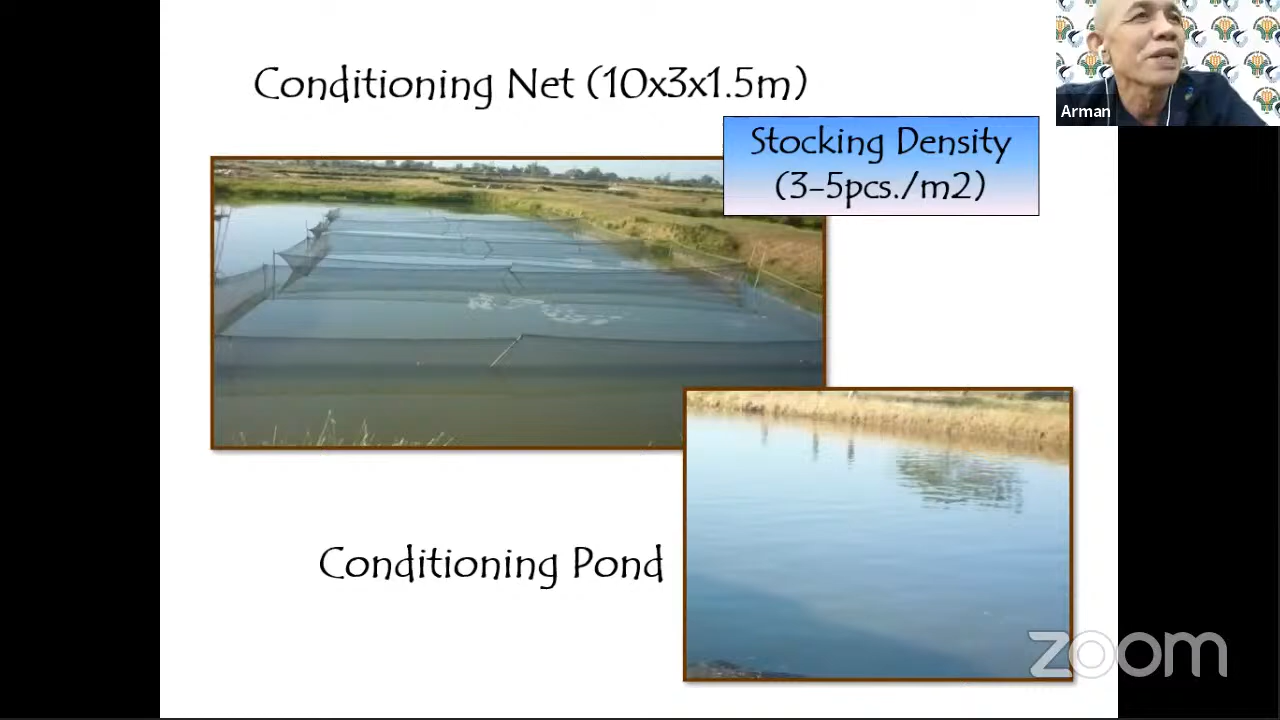 Conditioning Net (10x3x1.5m)
Arman
Stocking Density
(3-5pcs./m2)
Conditioning Pond
zoom